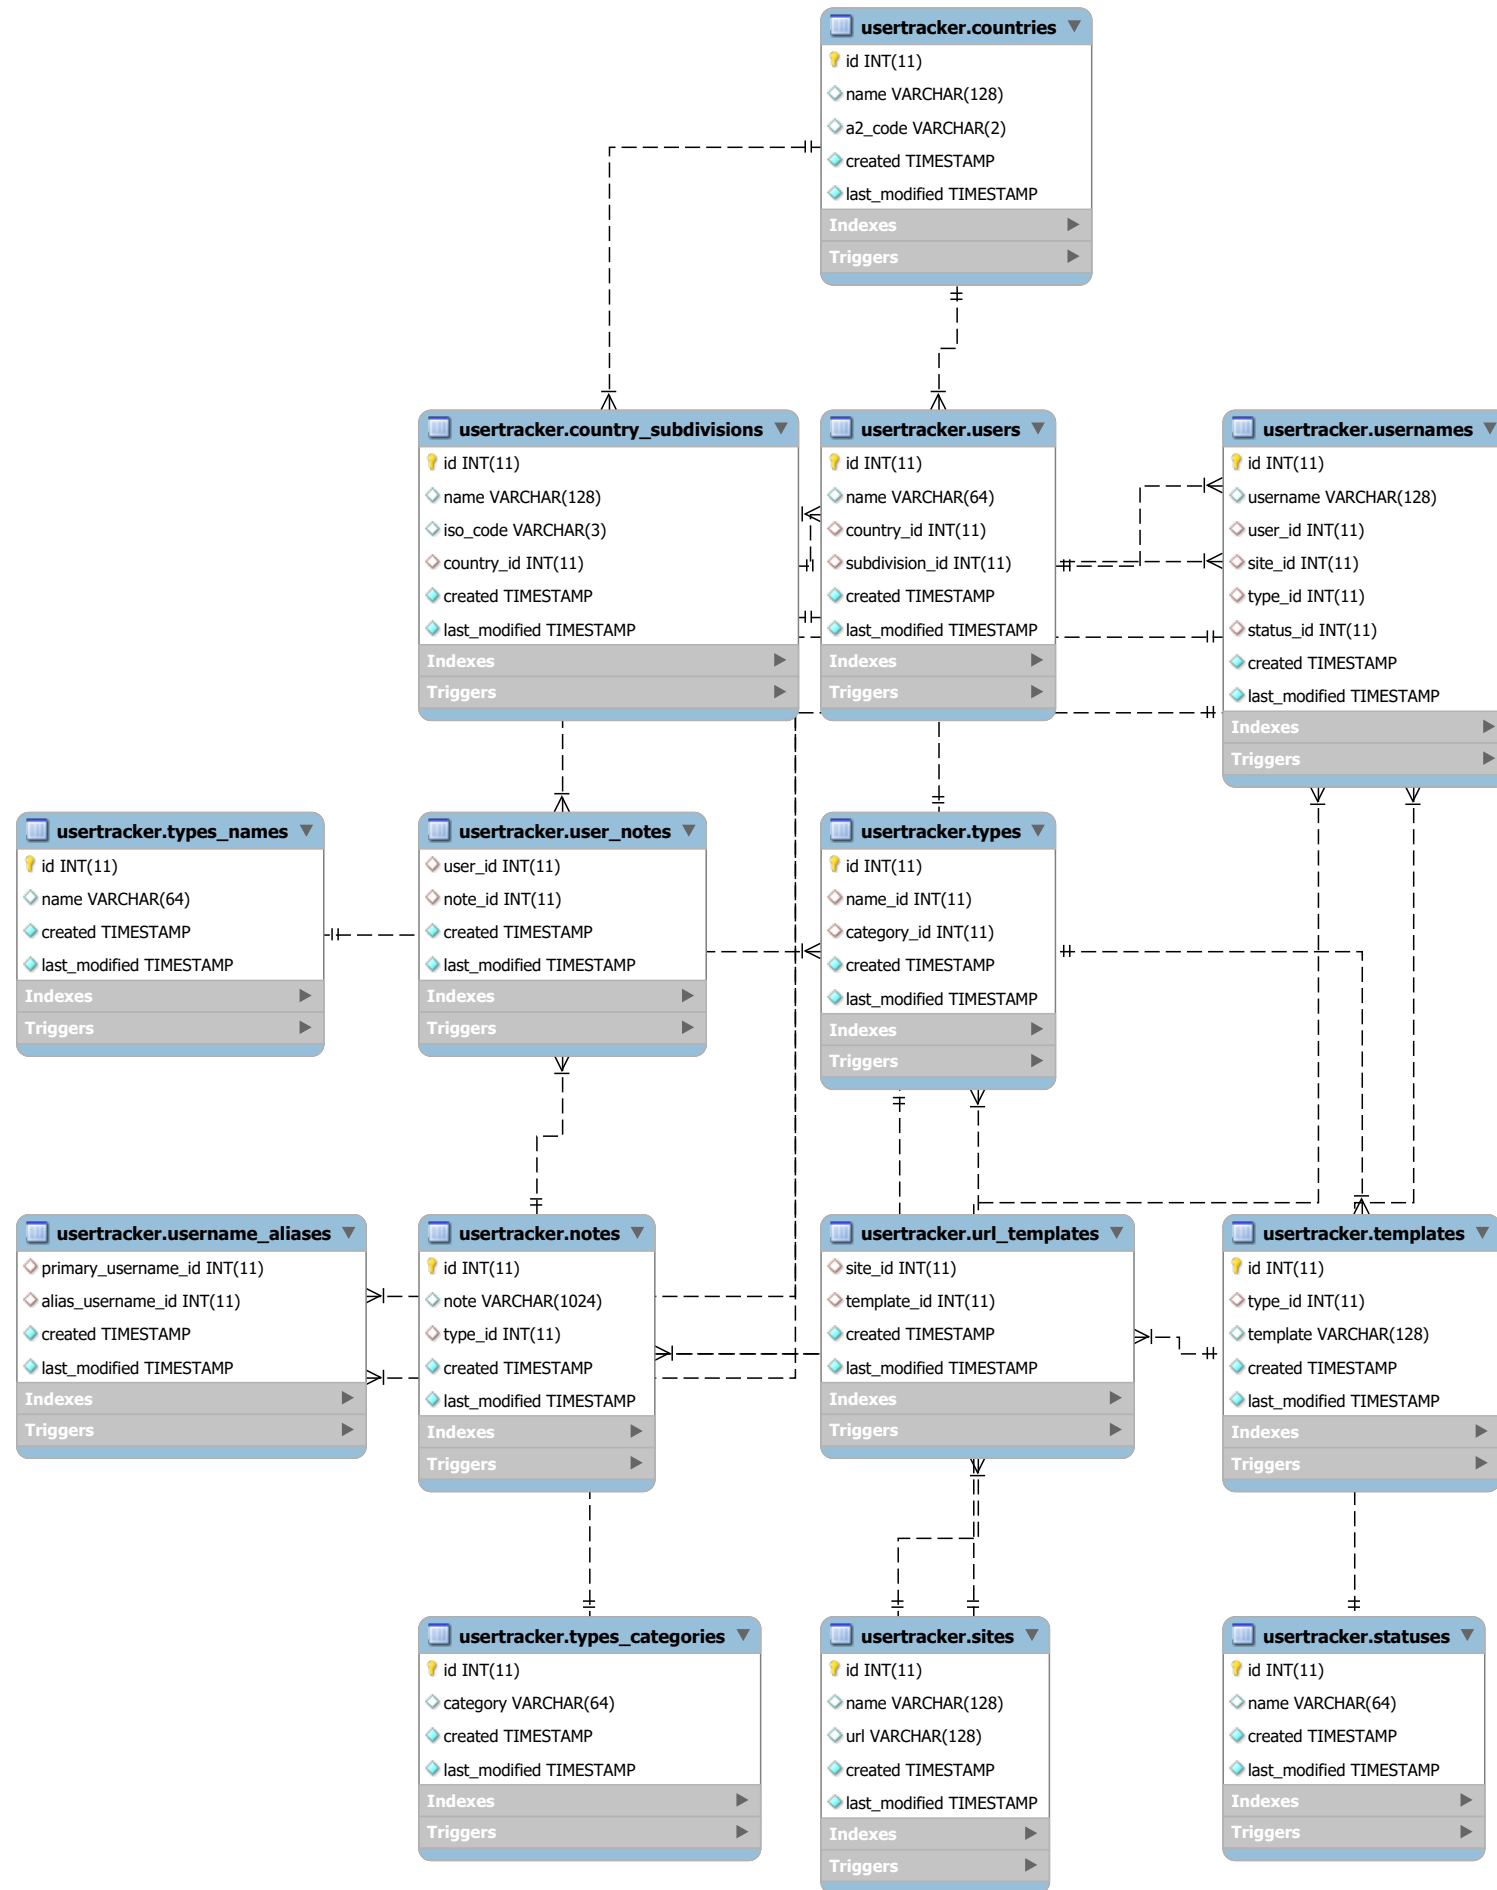 usertracker.countries
id INT(11)
name VARCHAR(128)
a2_code VARCHAR(2)
created TIMESTAMP
last_modified TIMESTAMP
Indexes
Triggers
usertracker.country_subdivisions
id INT(11)
name VARCHAR(128)
iso_code VARCHAR(3)
country_id INT(11)
created TIMESTAMP
last_modified TIMESTAMP
Indexes
Triggers
usertracker.users
id INT(11)
name VARCHAR(64)
country_id INT(11)
subdivision_id INT(11)
created TIMESTAMP
last_modified TIMESTAMP
Indexes
Triggers
usertracker.usernames
id INT(11)
username VARCHAR(128)
user_id INT(11)
site_id INT(11)
type_id INT(11)
status_id INT(11)
created TIMESTAMP
last_modified TIMESTAMP
Indexes
Triggers
usertracker.types_names
id INT(11)
name VARCHAR(64)
created TIMESTAMP
last_modified TIMESTAMP
Indexes
Triggers
usertracker.user_notes
user_id INT(11)
note_id INT(11)
created TIMESTAMP
last_modified TIMESTAMP
Indexes
Triggers
usertracker.types
id INT(11)
name_id INT(11)
category_id INT(11)
created TIMESTAMP
last_modified TIMESTAMP
Indexes
Triggers
usertracker.username_aliases
primary_username_id INT(11)
alias_username_id INT(11)
created TIMESTAMP
last_modified TIMESTAMP
Indexes
Triggers
usertracker.notes
id INT(11)
note VARCHAR(1024)
type_id INT(11)
created TIMESTAMP
last_modified TIMESTAMP
Indexes
Triggers
usertracker.url_templates
site_id INT(11)
template_id INT(11)
created TIMESTAMP
last_modified TIMESTAMP
Indexes
Triggers
usertracker.templates
id INT(11)
type_id INT(11)
template VARCHAR(128)
created TIMESTAMP
last_modified TIMESTAMP
Indexes
Triggers
usertracker.types_categories
id INT(11)
category VARCHAR(64)
created TIMESTAMP
last_modified TIMESTAMP
Indexes
Triggers
usertracker.sites
id INT(11)
name VARCHAR(128)
url VARCHAR(128)
created TIMESTAMP
last_modified TIMESTAMP
Indexes
Triggers
usertracker.statuses
id INT(11)
name VARCHAR(64)
created TIMESTAMP
last_modified TIMESTAMP
Indexes
Triggers